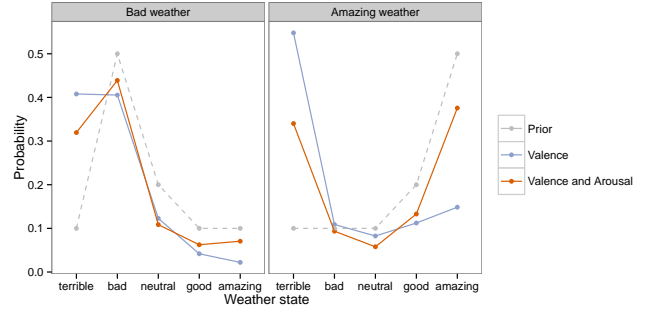 Bad weather
Amazing weather
Probability
0.5
0.4
0.3
0.2
0.1
0.0
terrible bad neutral good amazing
terrible bad neutral good amazing
Weather state
Prior
Valence
Valence and Arousal